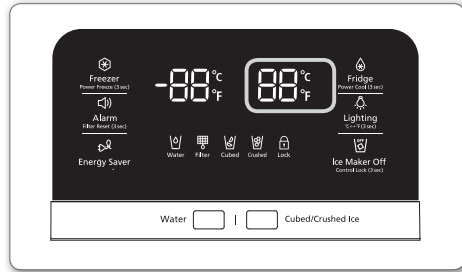 Freezer
Power Freeze (3 sec)
Alarm
Filter Reset (3 sec)
Energy Saver
-88 °C °F
88 °C °F
Water Filter Cubed Crushed Lock
Fridge
Power Cool (3 sec)
Lighting
°C↔°F(3 sec)
OFF
Ice Maker Off
Control Lock (3 sec)
Water | Cubed/Crushed Ice